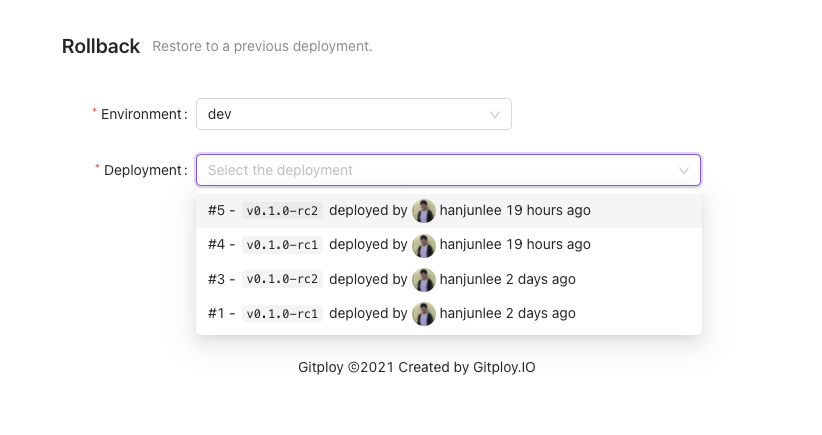 Rollback Restore to a previous deployment.
* Environment: dev
* Deployment: Select the deployment
#5 - v0.1.0-rc2 deployed by hanjunlee 19 hours ago
#4 - v0.1.0-rc1 deployed by hanjunlee 19 hours ago
#3 - v0.1.0-rc2 deployed by hanjunlee 2 days ago
#1 - v0.1.0-rc1 deployed by hanjunlee 2 days ago
Gitploy ©2021 Created by Gitploy.IO